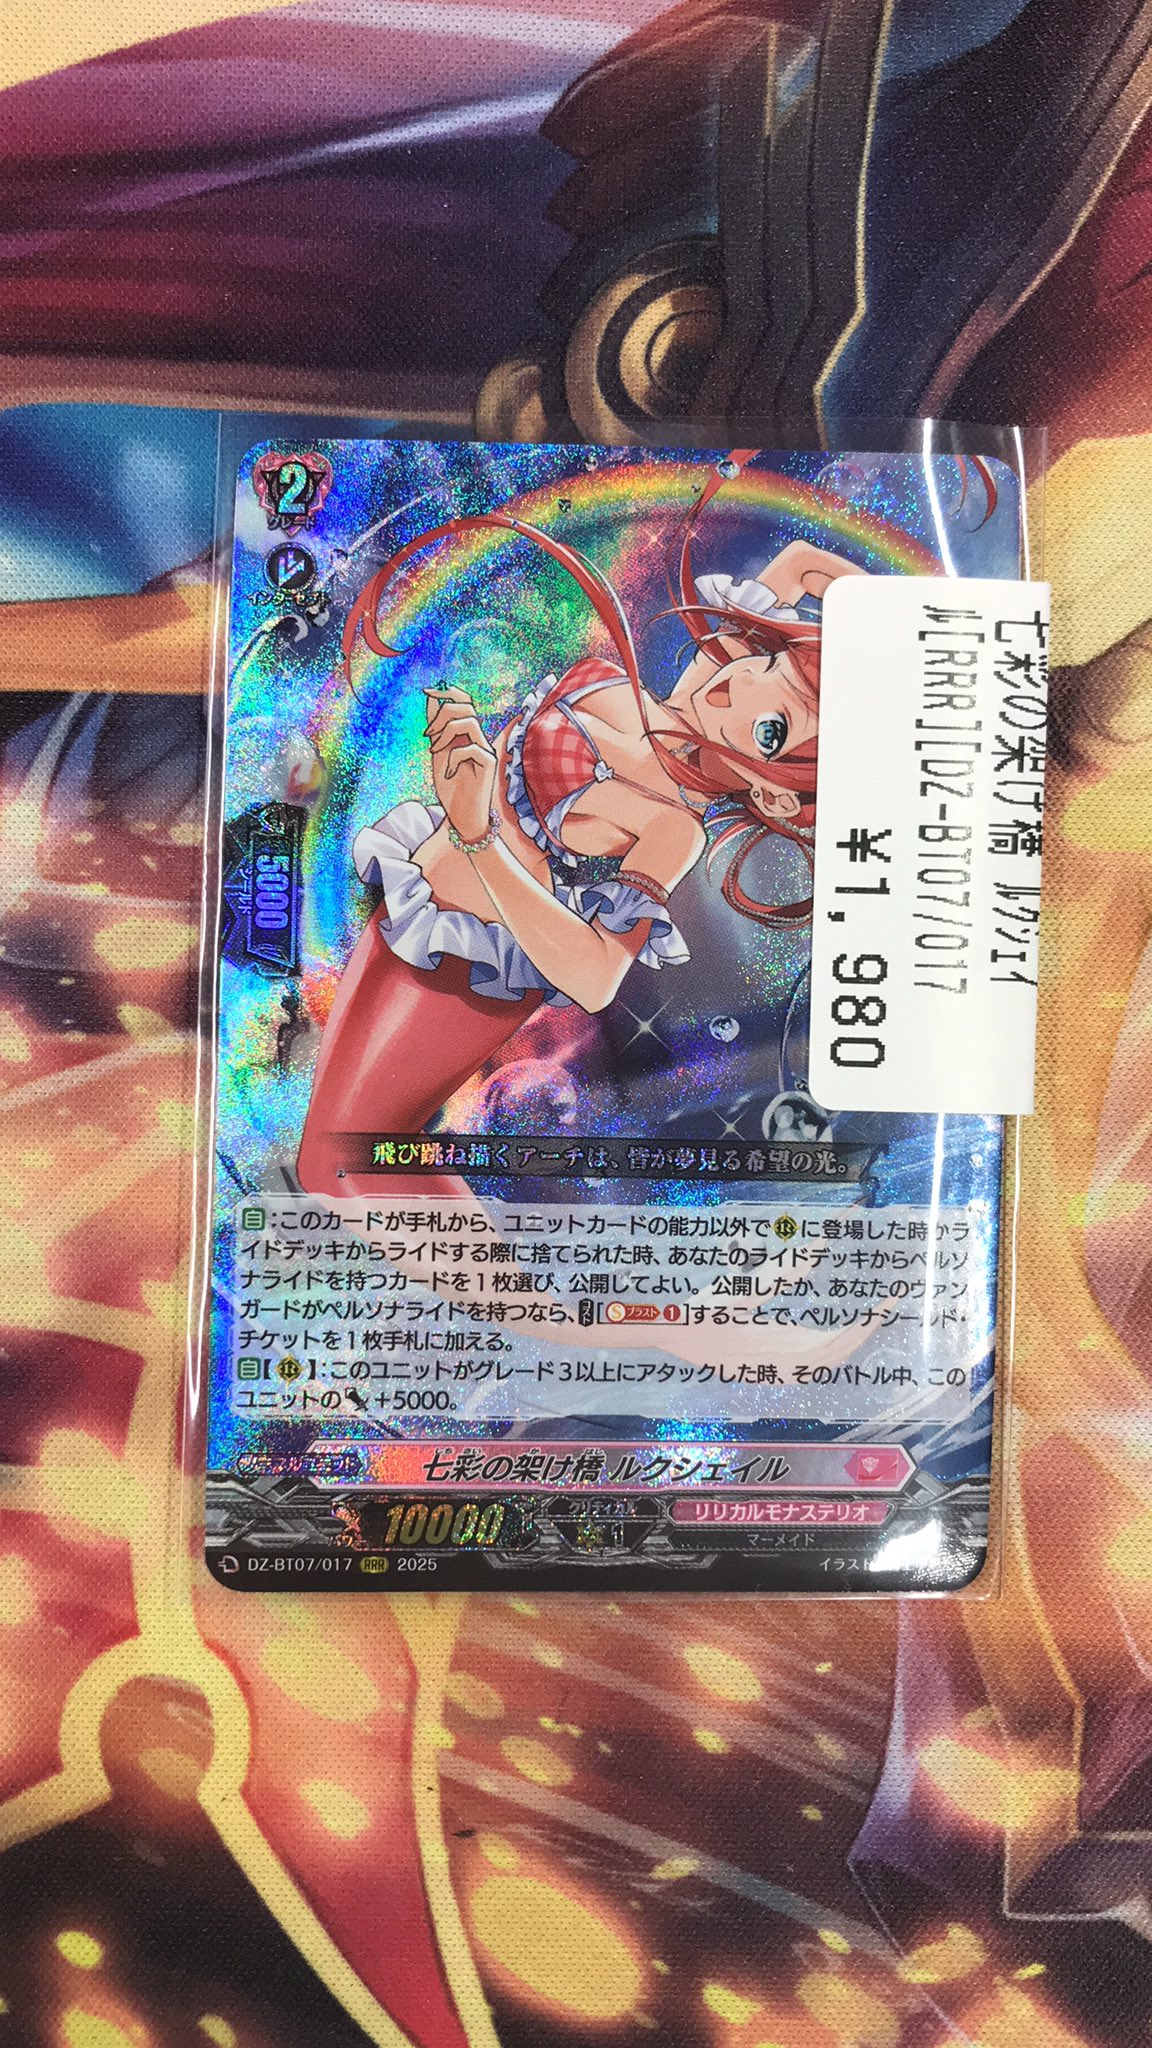 2
グレード
インターセプト
5000
シールド
七彩の架け橋 ルクシェイ
ル[RRR][DZ-BT07/017
¥1,980
飛び跳ね描くアーチは、皆が夢見る希望の光。
自:このカードが手札から、ユニットカードの能力以外でRに登場した時かラ
イドデッキからライドする際に捨てられた時、あなたのライドデッキからペルソ
ナライドを持つカードを1枚選び、公開してよい。公開したか、あなたのヴァン
ガードがペルソナライドを持つなら、コスト[Sブラスト1]することで、ペルソナシールド・
チケットを1枚手札に加える。
自【R】:このユニットがグレード3以上にアタックした時、そのバトル中、この
ユニットの+5000。
ノーマルユニット
七彩の架け橋 ルクシェイル
パワー 10000 クリティカル 1 リリカルモナステリオ
マーメイド
D DZ-BT07/017 RRR 2025 イラスト